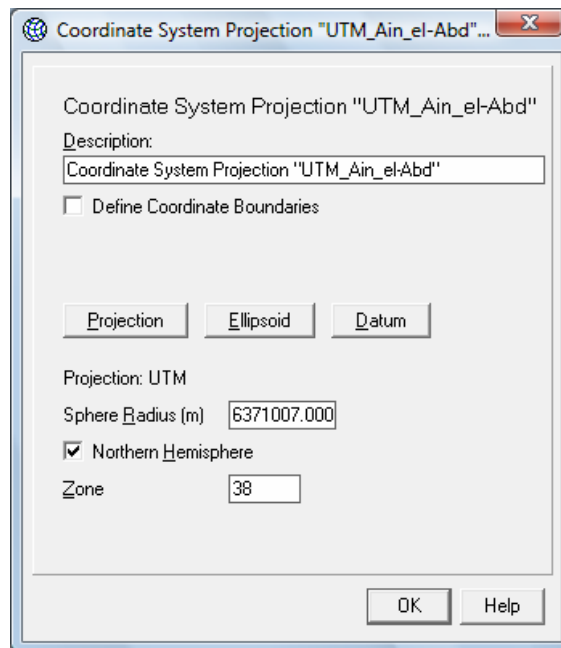 Coordinate System Projection "UTM_Ain_el-Abd"...
Coordinate System Projection "UTM_Ain_el-Abd"
Description:
Coordinate System Projection "UTM_Ain_el-Abd"
Define Coordinate Boundaries
Projection Ellipsoid Datum
Projection: UTM
Sphere Radius (m) 6371007.000
Northern Hemisphere
Zone 38
OK Help